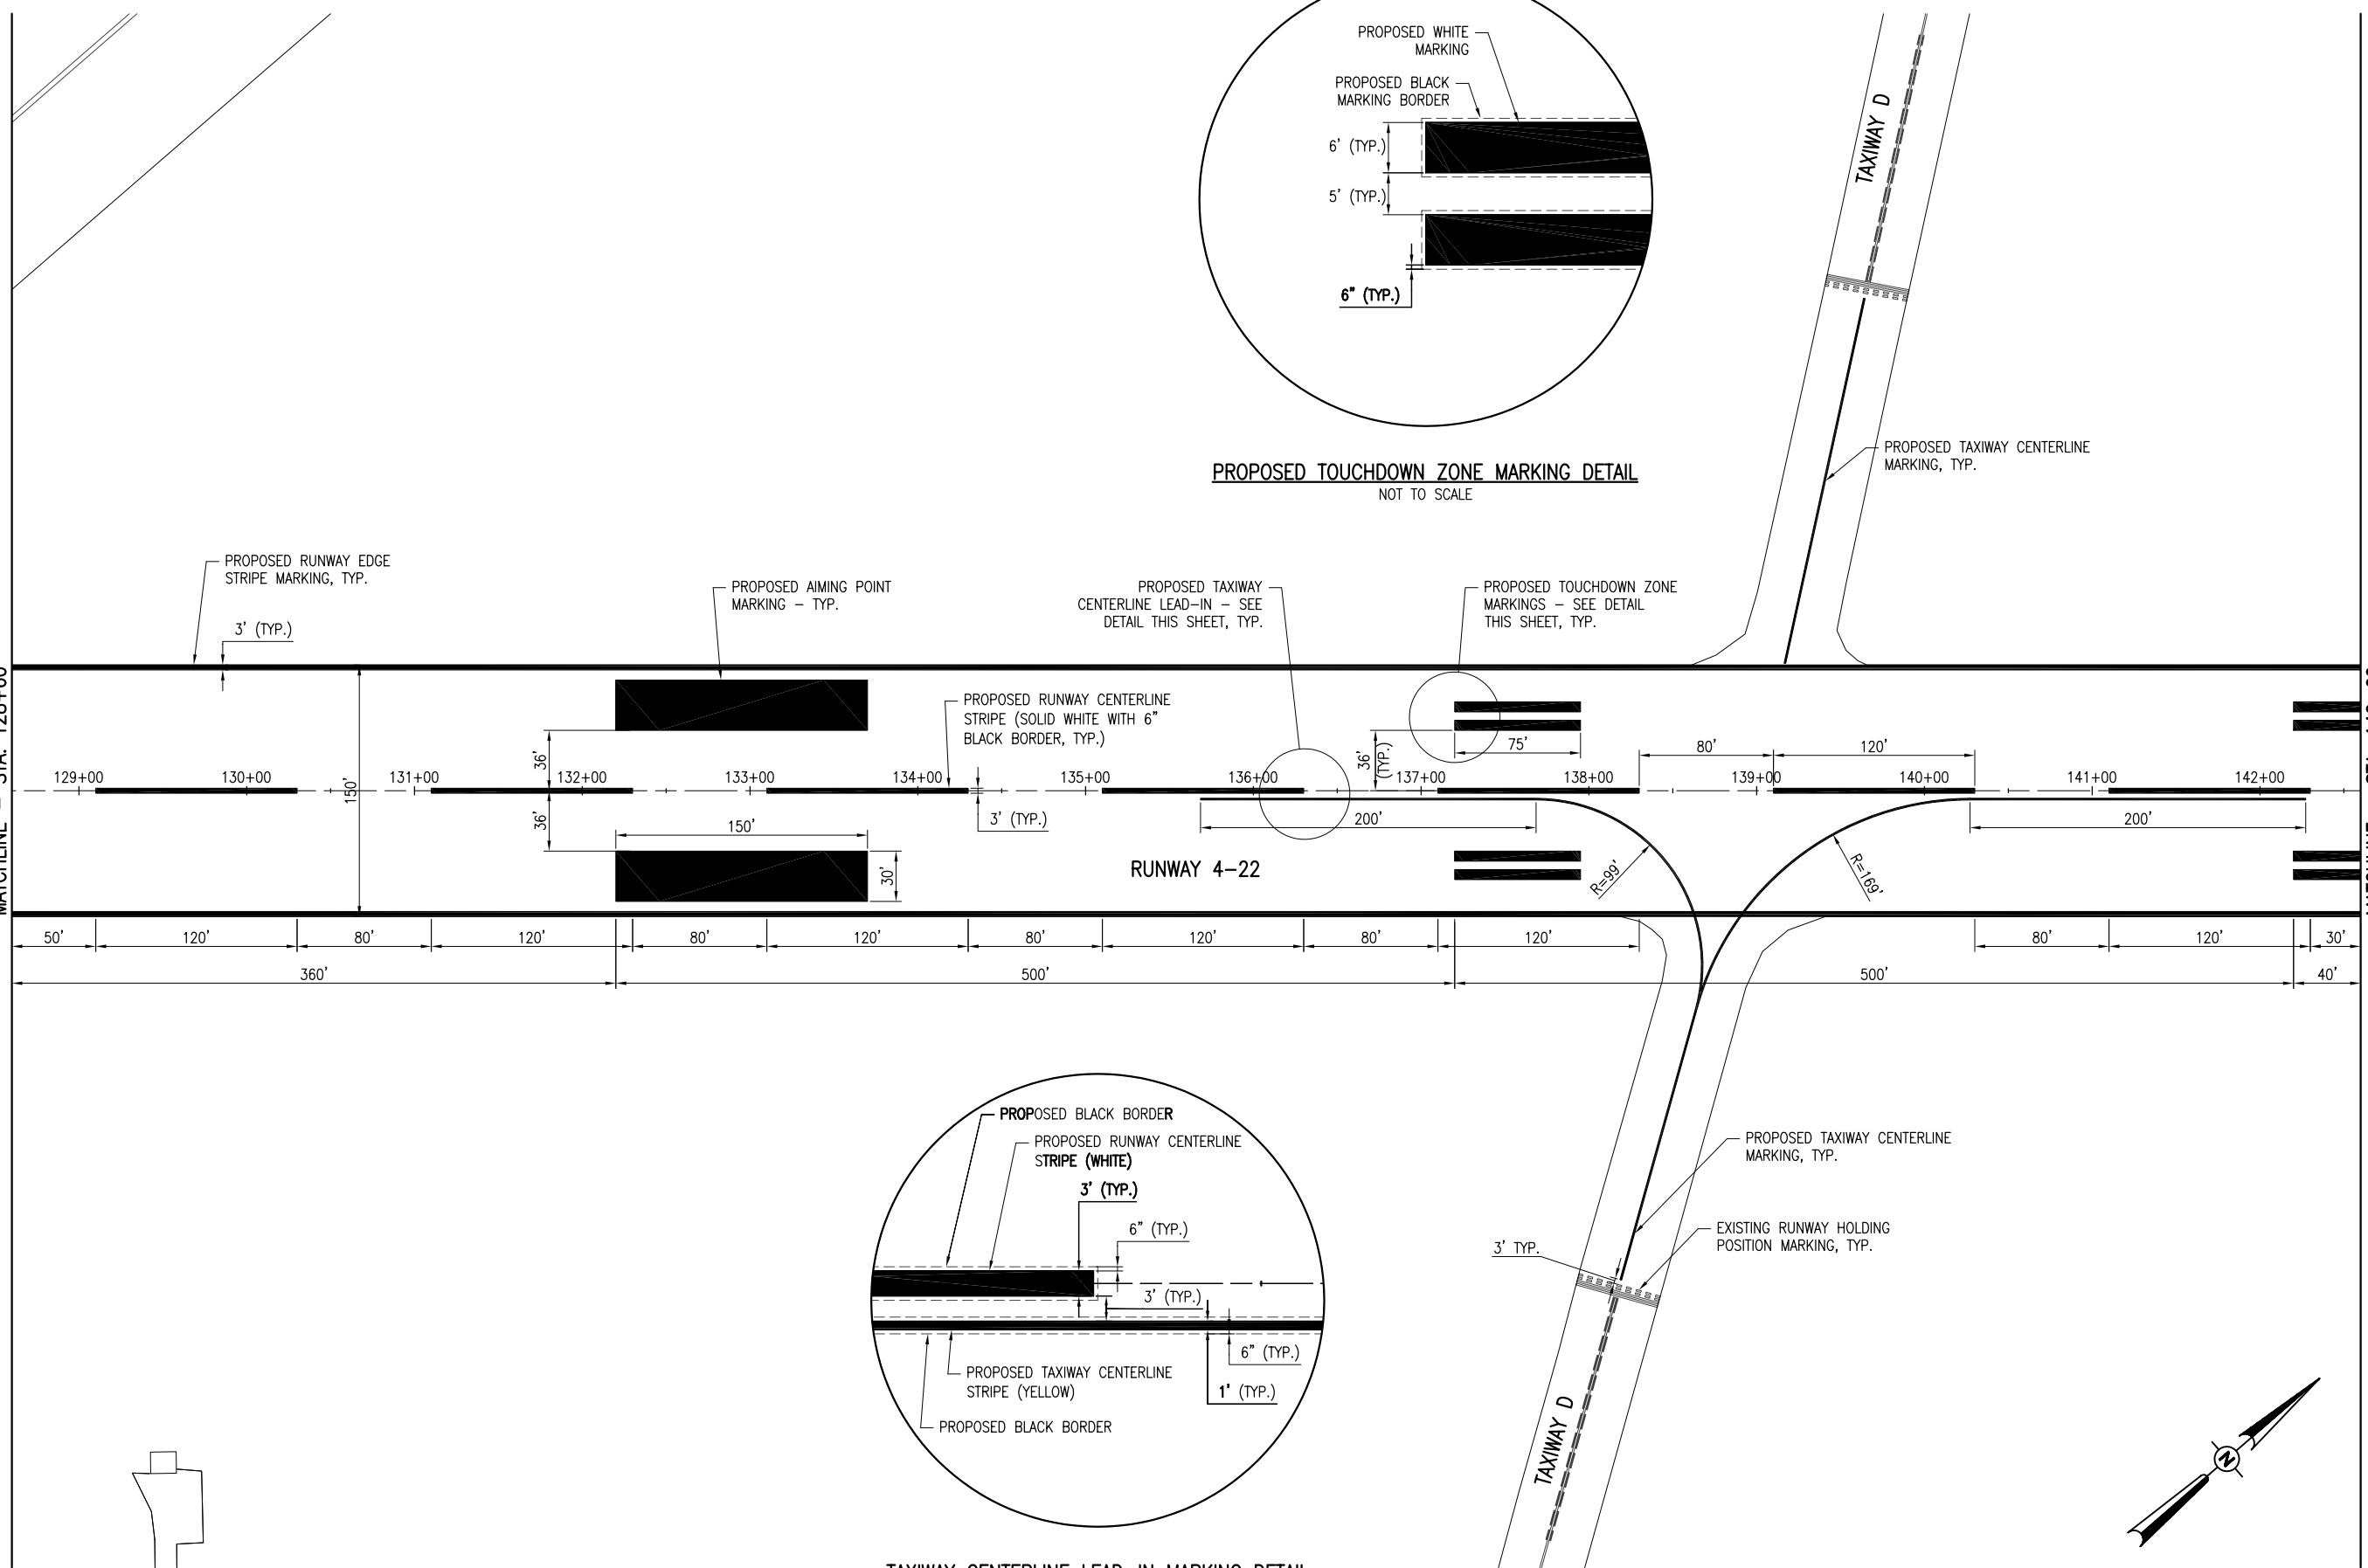 PROPOSED WHITE
MARKING
PROPOSED BLACK
MARKING BORDER
6' (TYP.)
5' (TYP.)
6" (TYP.)
TAXIWAY D
PROPOSED TOUCHDOWN ZONE MARKING DETAIL
NOT TO SCALE
PROPOSED TAXIWAY CENTERLINE
MARKING, TYP.
PROPOSED RUNWAY EDGE
STRIPE MARKING, TYP.
3' (TYP.)
PROPOSED AIMING POINT
MARKING – TYP.
PROPOSED TAXIWAY
CENTERLINE LEAD–IN – SEE
DETAIL THIS SHEET, TYP.
PROPOSED TOUCHDOWN ZONE
MARKINGS – SEE DETAIL
THIS SHEET, TYP.
PROPOSED RUNWAY CENTERLINE
STRIPE (SOLID WHITE WITH 6"
BLACK BORDER, TYP.)
36'
36'
150'
36'
(TYP.)
75'
80'
120'
129+00
130+00
131+00
132+00
133+00
134+00
135+00
136+00
137+00
138+00
139+00
140+00
141+00
142+00
3' (TYP.)
150'
30'
200'
200'
R=99'
R=169'
RUNWAY 4–22
50'
120'
80'
120'
80'
120'
80'
120'
80'
120'
80'
120'
30'
360'
500'
500'
40'
PROPOSED BLACK BORDER
PROPOSED RUNWAY CENTERLINE
STRIPE (WHITE)
3' (TYP.)
6" (TYP.)
3' (TYP.)
6" (TYP.)
1' (TYP.)
PROPOSED TAXIWAY CENTERLINE
STRIPE (YELLOW)
PROPOSED BLACK BORDER
PROPOSED TAXIWAY CENTERLINE
MARKING, TYP.
EXISTING RUNWAY HOLDING
POSITION MARKING, TYP.
3' TYP.
TAXIWAY D
N
TAXIWAY CENTERLINE LEAD–IN MARKING DETAIL